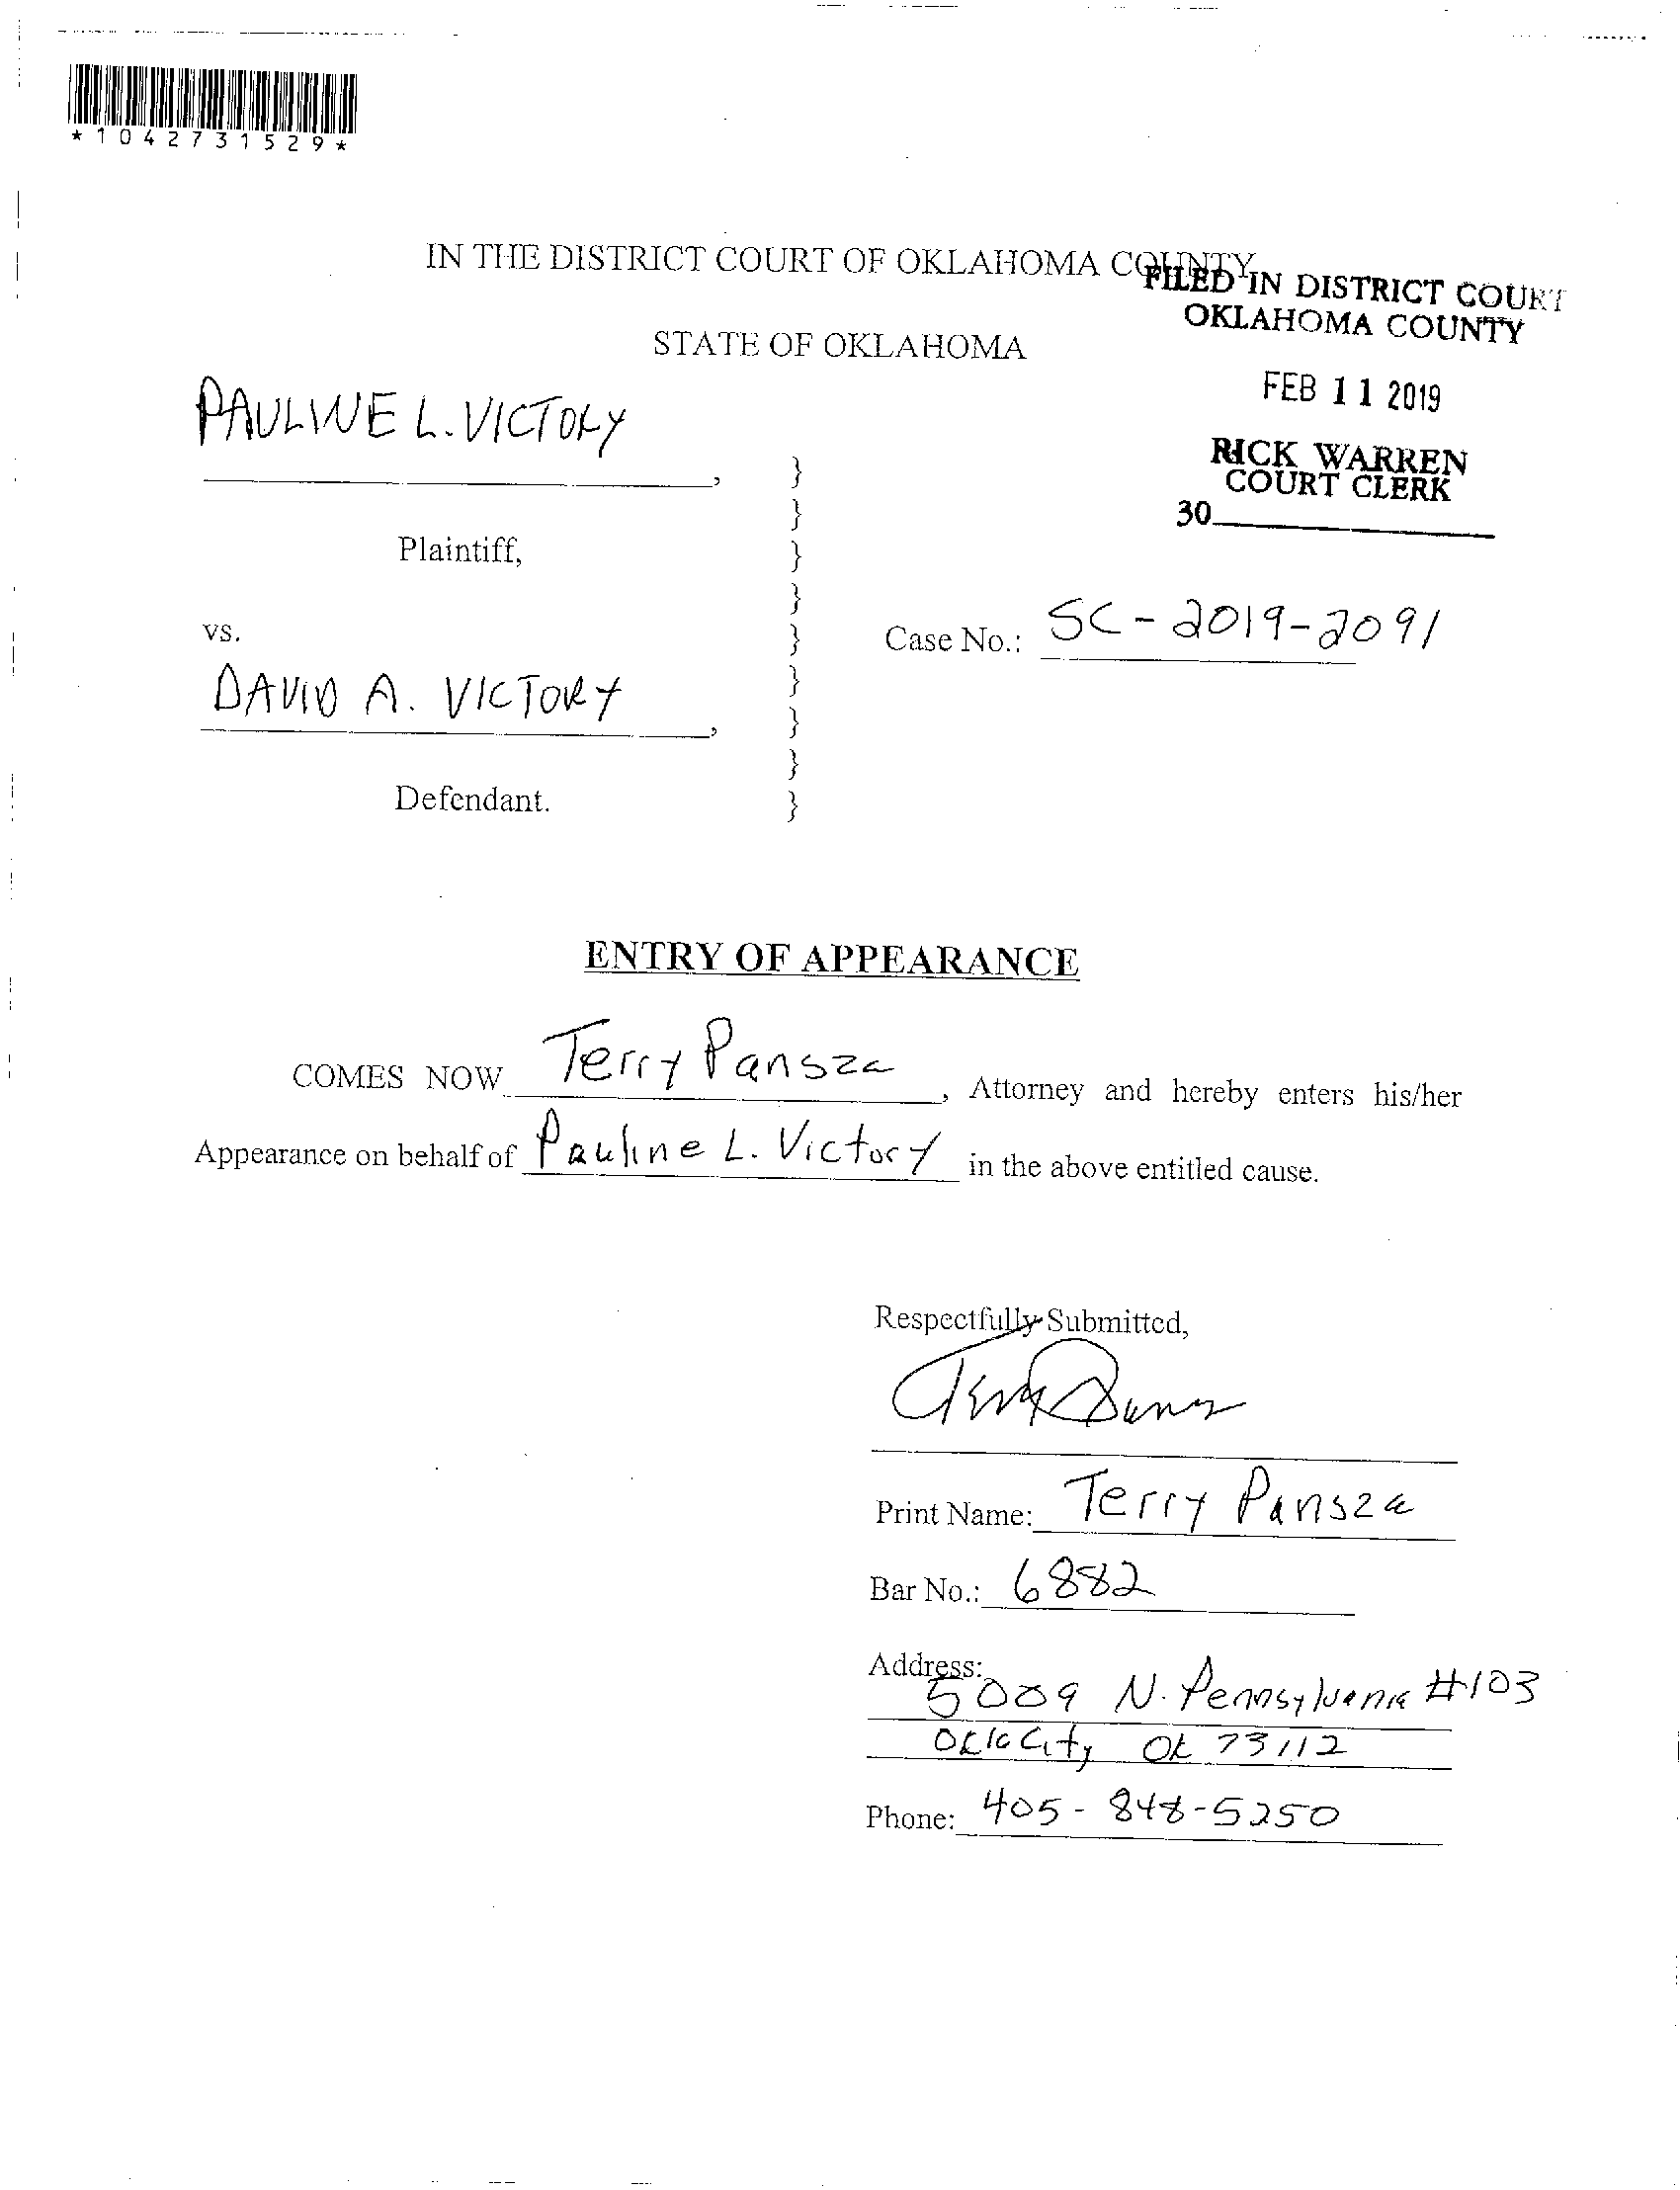 *1042731529*
IN THE DISTRICT COURT OF OKLAHOMA COUNTY
FILED IN DISTRICT COURT
OKLAHOMA COUNTY
STATE OF OKLAHOMA
FEB 11 2019
PAULINE L. VICTORY,
RICK WARREN
COURT CLERK
30
Plaintiff,
vs.
Case No.: SC-2019-2091
DAVID A. VICTORY,
Defendant.
}
}
}
}
}
}
}
}
}
ENTRY OF APPEARANCE
COMES NOW Terry Pansza, Attorney and hereby enters his/her
Appearance on behalf of Pauline L. Victory in the above entitled cause.
Respectfully Submitted,
Print Name: Terry Pansza
Bar No.: 6882
Address:
5009 N. Pennsylvania #103
Okla City Ok 73112
Phone: 405-848-5250